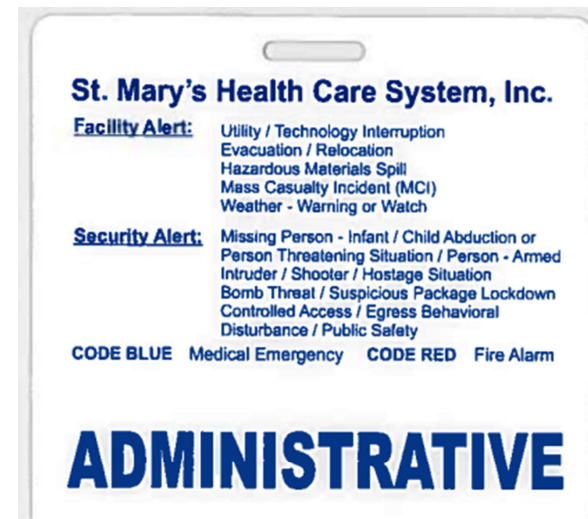 St. Mary's Health Care System, Inc.
Facility Alert: Utility / Technology Interruption
Evacuation / Relocation
Hazardous Materials Spill
Mass Casualty Incident (MCI)
Weather - Warning or Watch
Security Alert: Missing Person - Infant / Child Abduction or
Person Threatening Situation / Person - Armed
Intruder / Shooter / Hostage Situation
Bomb Threat / Suspicious Package Lockdown
Controlled Access / Egress Behavioral
Disturbance / Public Safety
CODE BLUE Medical Emergency CODE RED Fire Alarm
ADMINISTRATIVE